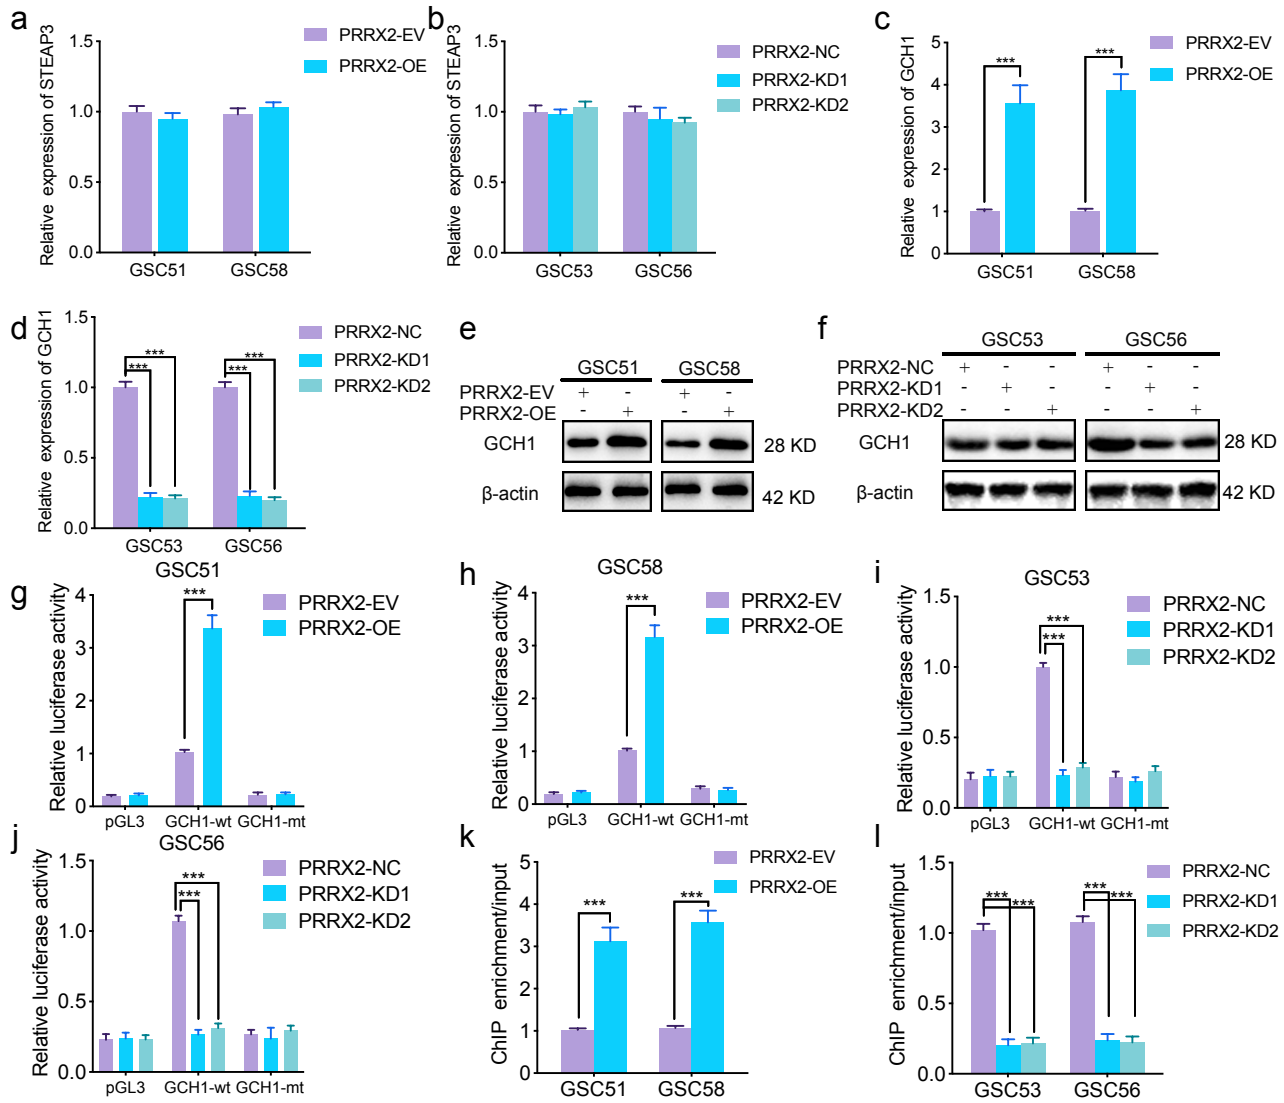 a
PRRX2-EV
PRRX2-OE
Relative expression of STEAP3
1.5
1.0
0.5
0.0
GSC51 GSC58
b
PRRX2-NC
PRRX2-KD1
PRRX2-KD2
Relative expression of STEAP3
1.5
1.0
0.5
0.0
GSC53 GSC56
c
PRRX2-EV
PRRX2-OE
Relative expression of GCH1
5
4
3
2
1
0
*** ***
GSC51 GSC58
d
PRRX2-NC
PRRX2-KD1
PRRX2-KD2
Relative expression of GCH1
1.5
1.0
0.5
0.0
*** ***
*** ***
GSC53 GSC56
e
GSC51 GSC58
PRRX2-EV + - + -
PRRX2-OE - + - +
GCH1 28 KD
β-actin 42 KD
f
GSC53 GSC56
PRRX2-NC + - - + - -
PRRX2-KD1 - + - - + -
PRRX2-KD2 - - + - - +
GCH1 28 KD
β-actin 42 KD
g
GSC51
PRRX2-EV
PRRX2-OE
Relative luciferase activity
4
3
2
1
0
***
pGL3 GCH1-wt GCH1-mt
h
GSC58
PRRX2-EV
PRRX2-OE
Relative luciferase activity
4
3
2
1
0
***
pGL3 GCH1-wt GCH1-mt
i
GSC53
PRRX2-NC
PRRX2-KD1
PRRX2-KD2
Relative luciferase activity
1.5
1.0
0.5
0.0
***
***
pGL3 GCH1-wt GCH1-mt
j
GSC56
PRRX2-NC
PRRX2-KD1
PRRX2-KD2
Relative luciferase activity
1.5
1.0
0.5
0.0
***
***
pGL3 GCH1-wt GCH1-mt
k
PRRX2-EV
PRRX2-OE
ChIP enrichment/input
5
4
3
2
1
0
*** ***
GSC51 GSC58
l
PRRX2-NC
PRRX2-KD1
PRRX2-KD2
ChIP enrichment/input
1.5
1.0
0.5
0.0
*** ***
*** ***
GSC53 GSC56